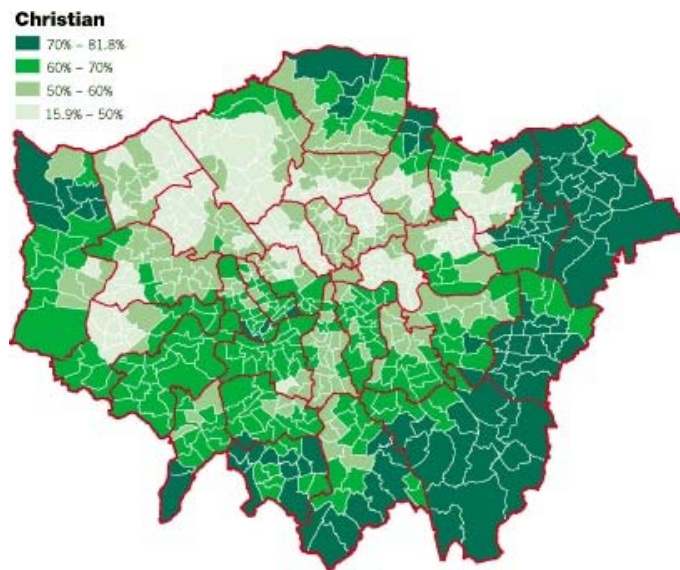 Christian
70% – 81.8%
60% – 70%
50% – 60%
15.9% – 50%